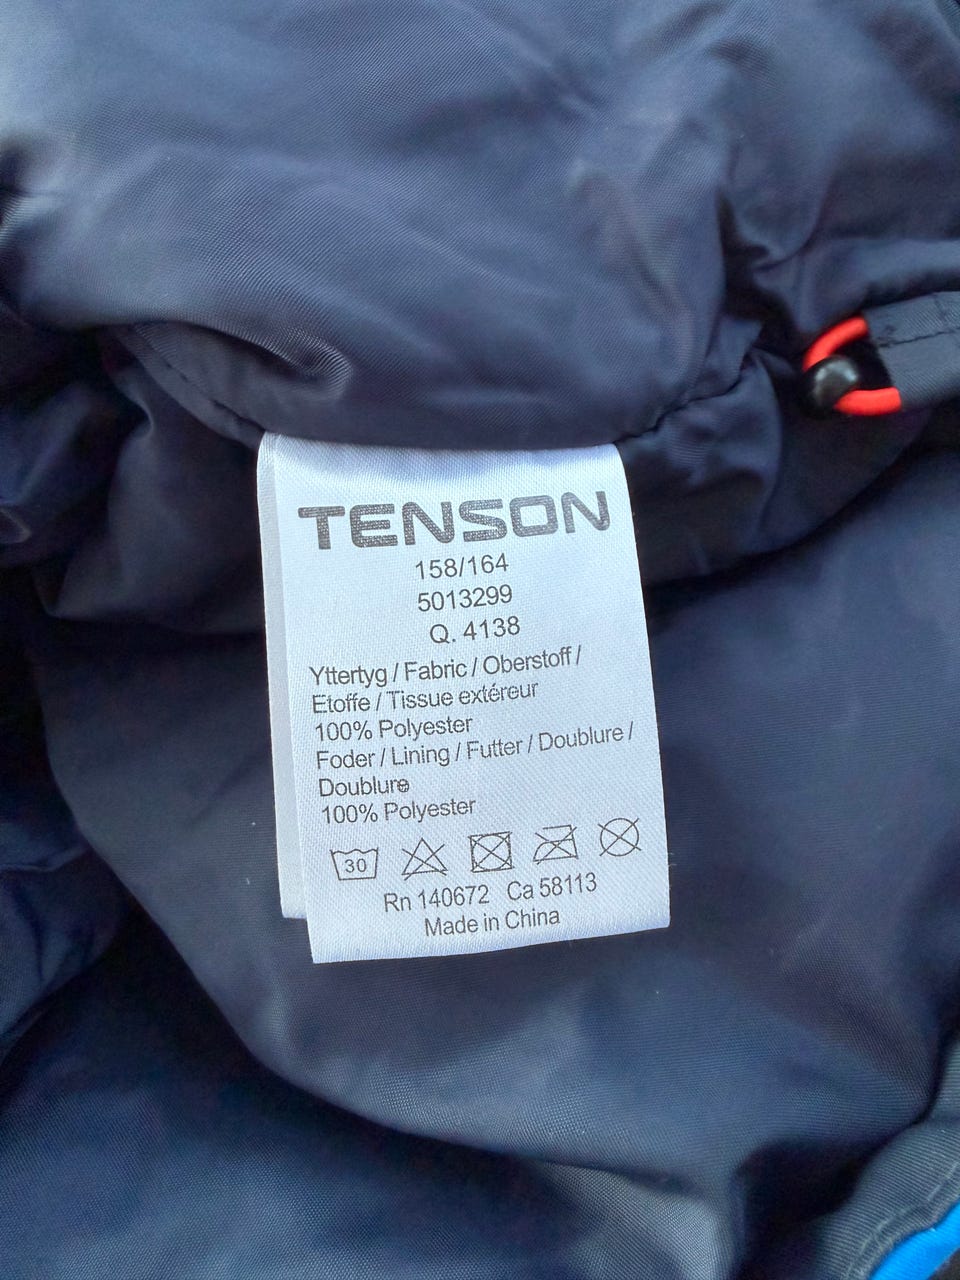 TENSON
158/164
5013299
Q. 4138
Yttertyg / Fabric / Oberstoff /
Etoffe / Tissue extéreur
100% Polyester
Foder / Lining / Futter / Doublure /
Doublure
100% Polyester
30
Rn 140672 Ca 58113
Made in China